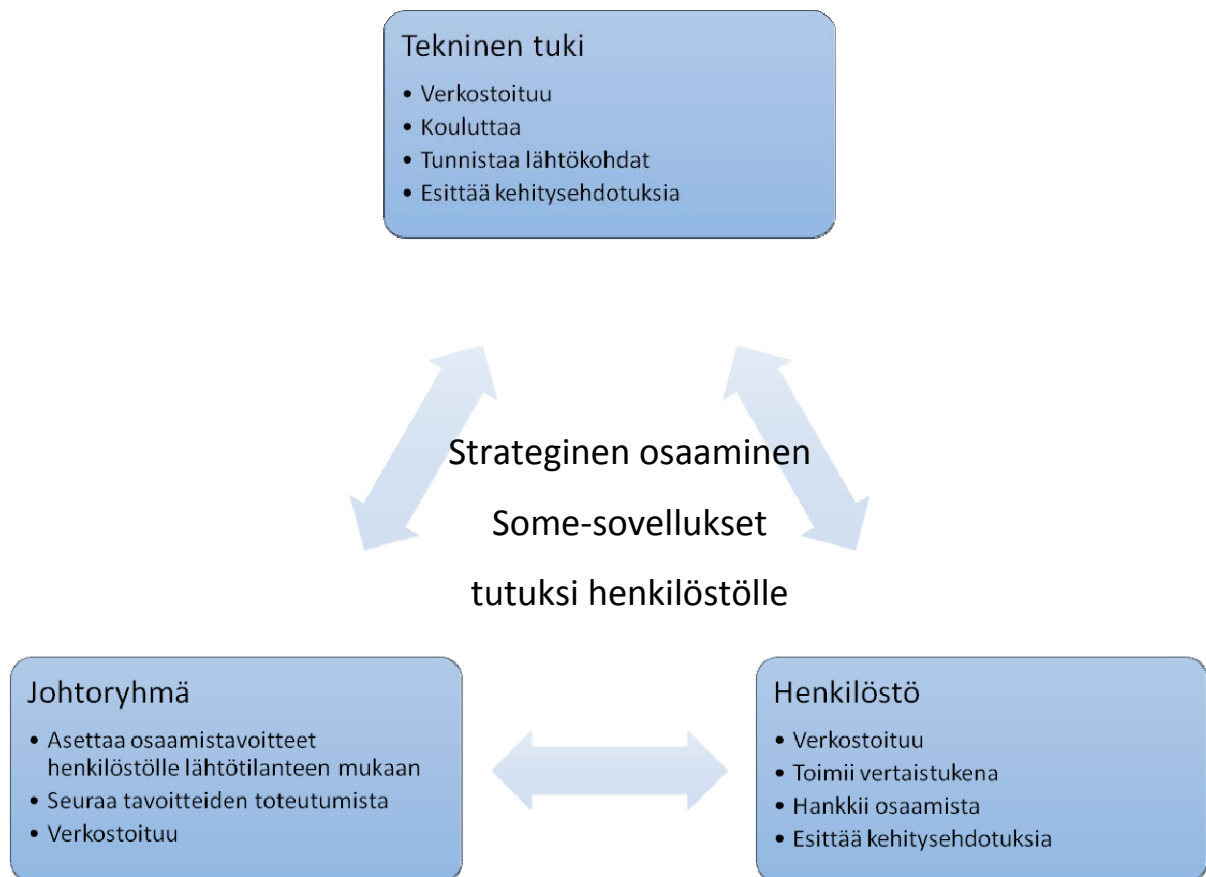 Tekninen tuki
• Verkostoituu
• Kouluttaa
• Tunnistaa lähtökohdat
• Esittää kehitysehdotuksia
Strateginen osaaminen
Some-sovellukset
tutuksi henkilöstölle
Johtoryhmä
• Asettaa osaamistavoitteet
henkilöstölle lähtötilanteen mukaan
• Seuraa tavoitteiden toteutumista
• Verkostoituu
Henkilöstö
• Verkostoituu
• Toimii vertaistukena
• Hankkii osaamista
• Esittää kehitysehdotuksia